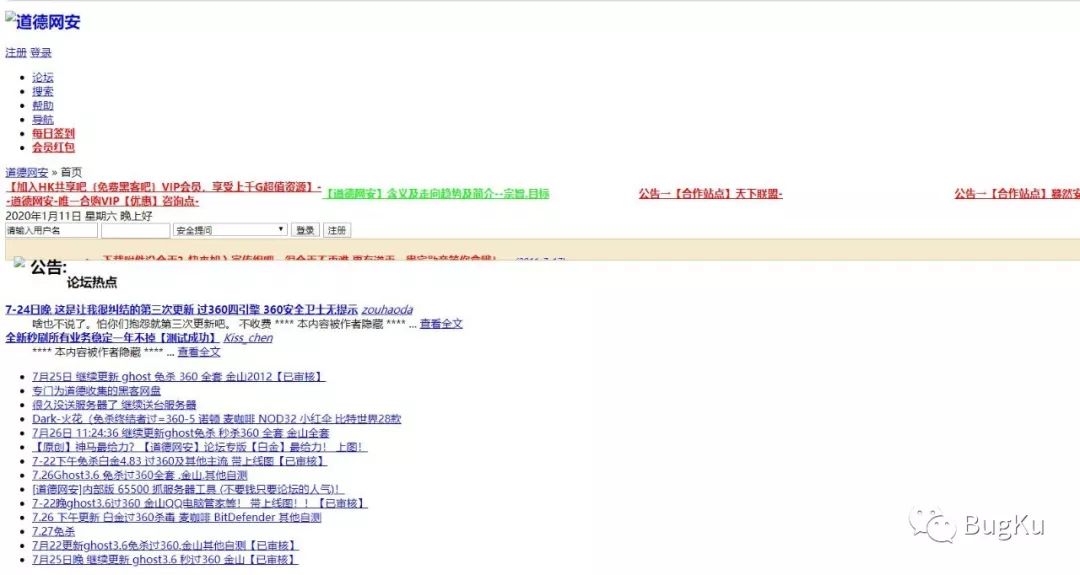 道德网安
注册 登录
论坛
搜索
帮助
导航
每日签到
会员红包
道德网安 » 首页
【加入HK共享吧（免费黑客吧）VIP会员，享受上千G超值资源】-
-道德网安-唯一合购VIP【优惠】咨询点-
【道德网安】含义及走向趋势及简介--宗旨.目标
公告一【合作站点】天下联盟-
公告一【合作站点】黯然安
2020年1月11日 星期六 晚上好
请输入用户名 安全提问 登录 注册
公告:
论坛热点
7-24日晚 这是让我很纠结的第三次更新 过360四引擎 360安全卫士无提示 zouhaoda
啥也不说了。怕你们抱怨就第三次更新吧。 不收费 **** 本内容被作者隐藏 **** ... 查看全文
全新秒刷所有业务稳定一年不掉【测试成功】 Kiss_chen
**** 本内容被作者隐藏 **** ... 查看全文
7月25日 继续更新 ghost 免杀 360 全套 金山2012【已审核】
专门为道德收集的黑客网盘
很久没送服务器了 继续送台服务器
Dark-火花（免杀终结者过=360-5 诺顿 麦咖啡 NOD32 小红伞 比特世界28款
7月26日 11:24:36 继续更新ghost免杀 秒杀360 全套 金山全套
【原创】神马最给力？【道德网安】论坛专版【白金】最给力！ 上图！
7-22下午免杀白金4.83 过360及其他主流 带上线图【已审核】
7.26Ghost3.6 免杀过360全套 .金山.其他自测
[道德网安]内部版 65500 抓服务器工具 (不要钱只要论坛的人气)！
7-22晚ghost3.6过360 金山QQ电脑管家等！ 带上线图！！【已审核】
7.26 下午更新 白金过360杀毒 麦咖啡 BitDefender 其他自测
7.27免杀
7月22更新ghost3.6免杀过360.金山其他自测【已审核】
7月25日晚 继续更新 ghost3.6 秒过360 金山【已审核】
BugKu